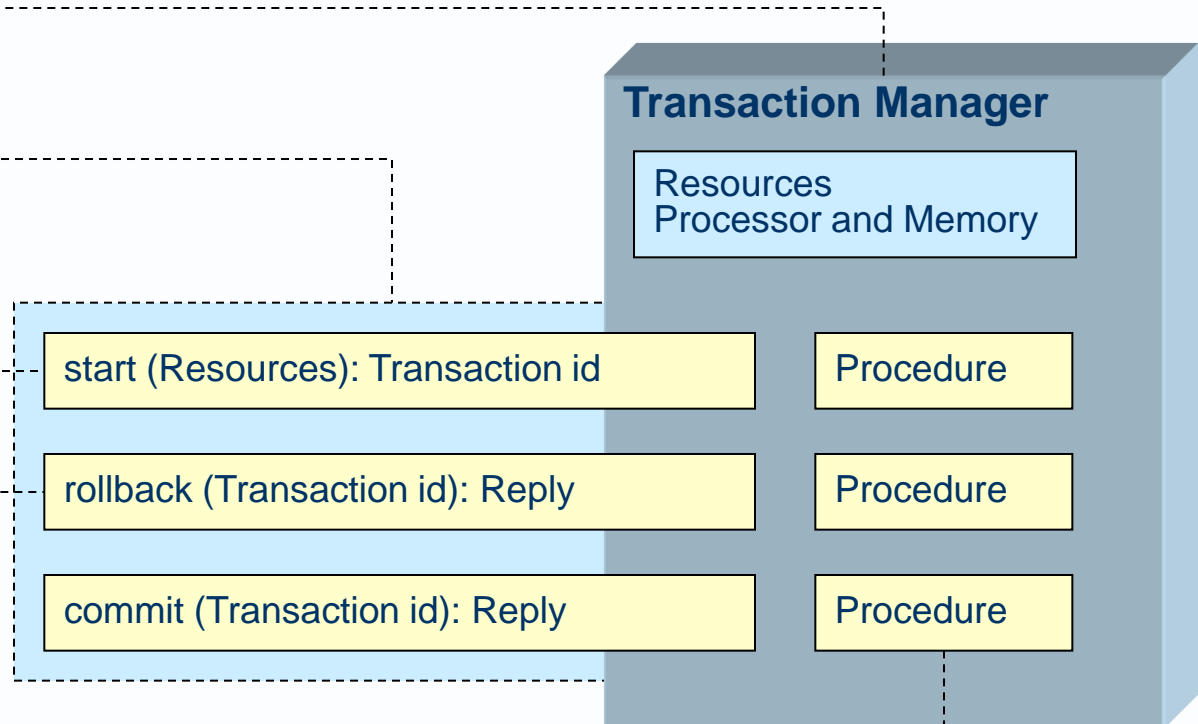 Transaction Manager
Resources
Processor and Memory
start (Resources): Transaction id
Procedure
rollback (Transaction id): Reply
Procedure
commit (Transaction id): Reply
Procedure